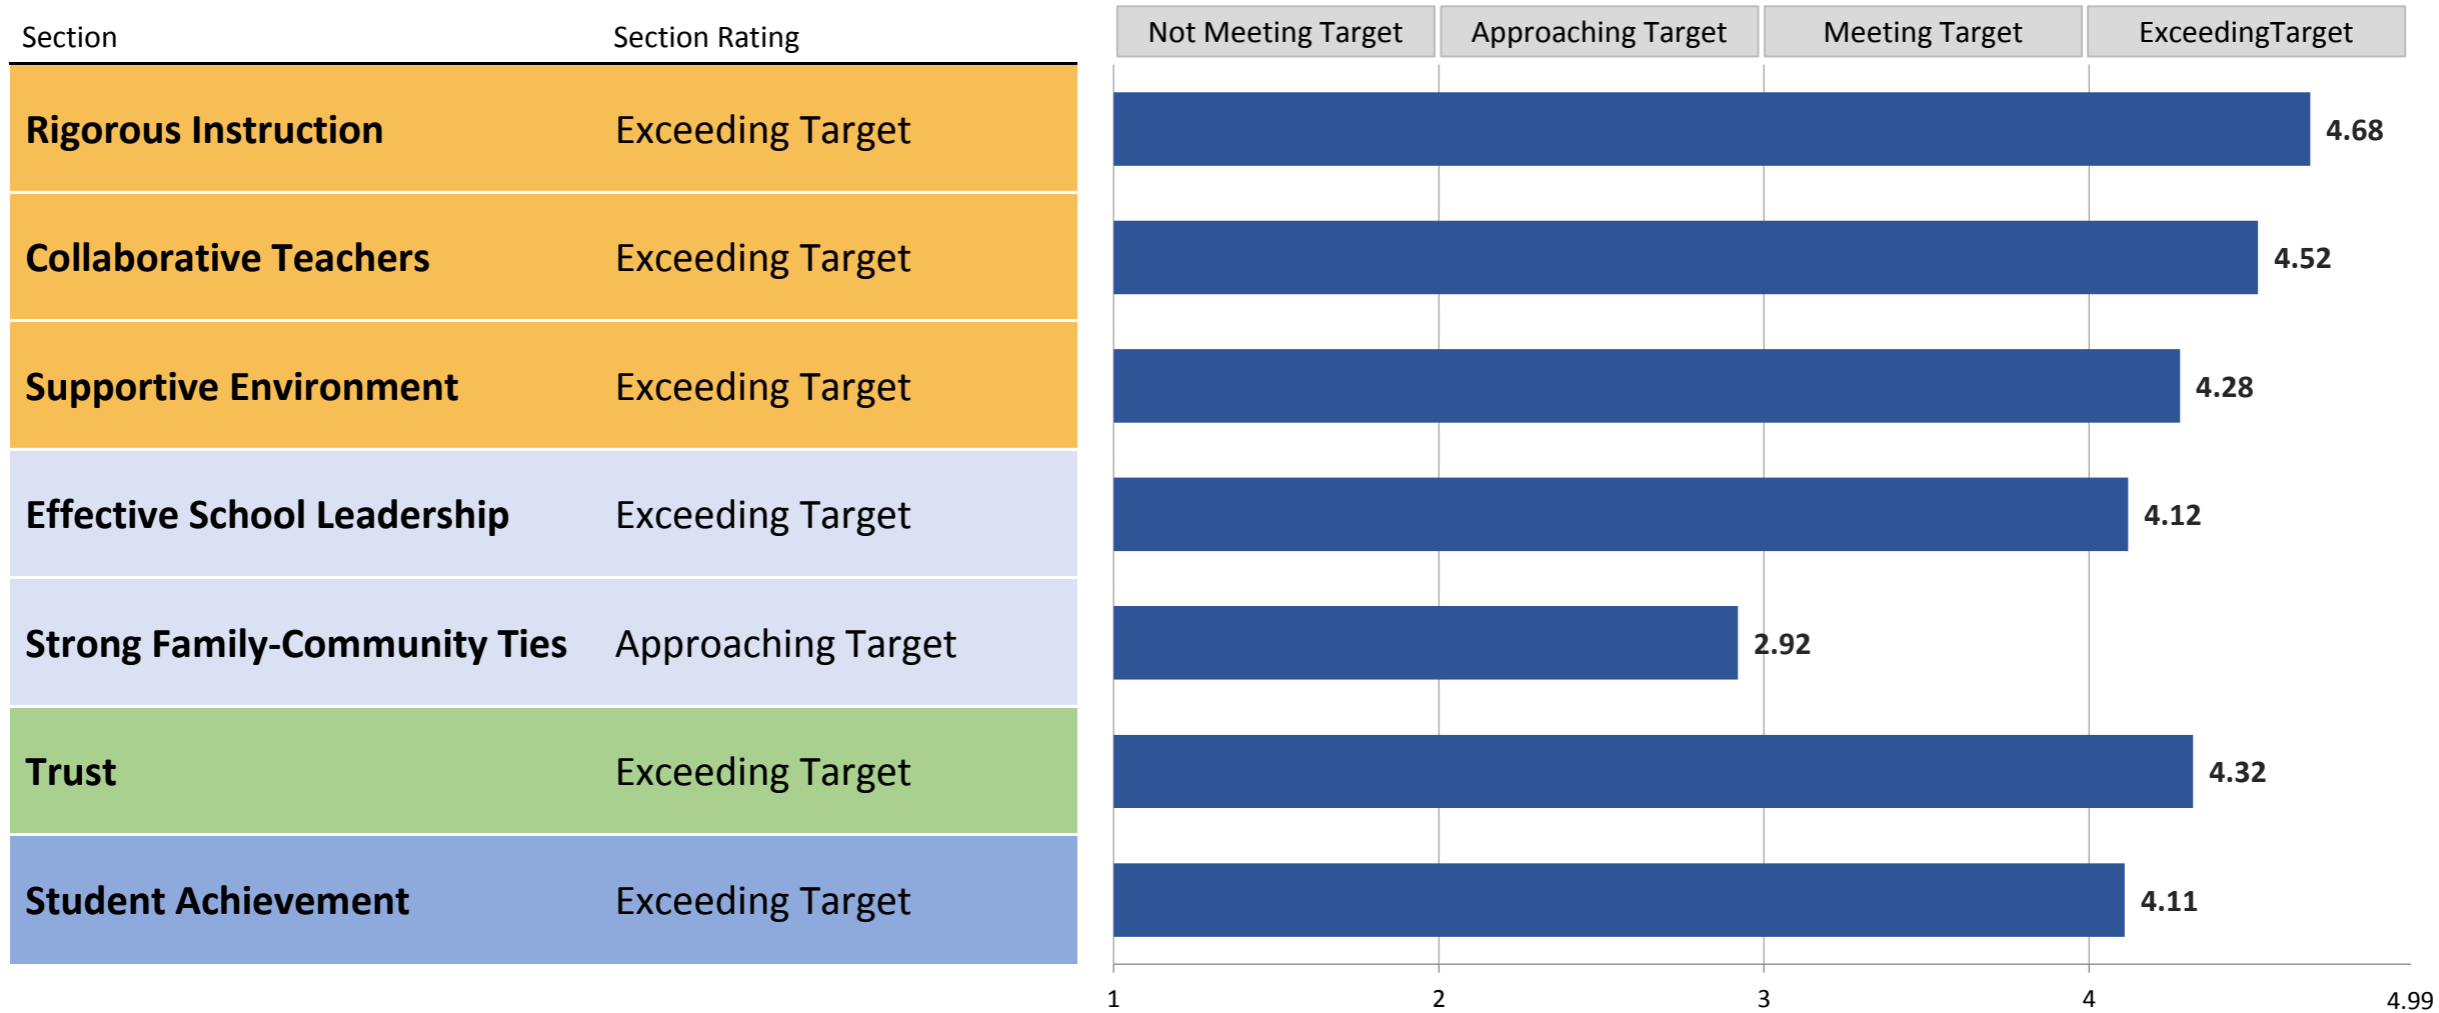 Section Section Rating Not Meeting Target Approaching Target Meeting Target ExceedingTarget
Rigorous Instruction Exceeding Target 4.68
Collaborative Teachers Exceeding Target 4.52
Supportive Environment Exceeding Target 4.28
Effective School Leadership Exceeding Target 4.12
Strong Family-Community Ties Approaching Target 2.92
Trust Exceeding Target 4.32
Student Achievement Exceeding Target 4.11
1 2 3 4 4.99